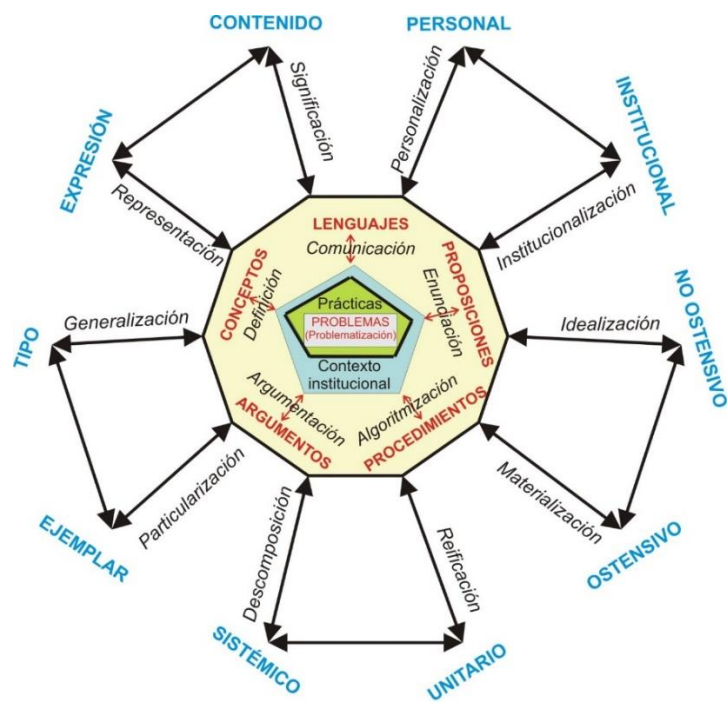 CONTENIDO
PERSONAL
Significación
Personalización
EXPRESIÓN
INSTITUCIONAL
Representación
Institucionalización
LENGUAJES
Comunicación
CONCEPTOS
Definición
PROPOSICIONES
Enunciación
Prácticas
PROBLEMAS
(Problematización)
Contexto
institucional
TIPO
Generalización
Idealización
NO OSTENSIVO
Argumentación
ARGUMENTOS
Algoritmización
PROCEDIMIENTOS
EJEMPLAR
Particularización
Materialización
OSTENSIVO
Descomposición
Reificación
SISTÉMICO
UNITARIO